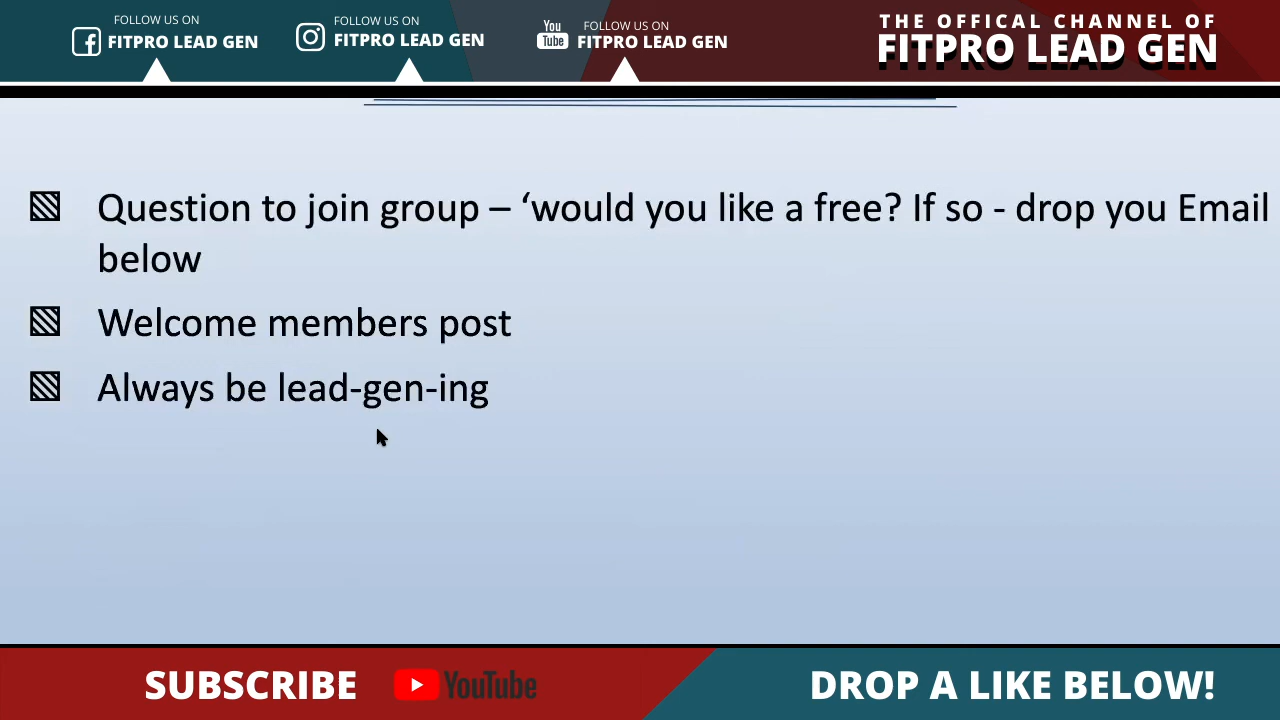 FOLLOW US ON
FITPRO LEAD GEN
FOLLOW US ON
FITPRO LEAD GEN
You
Tube
FOLLOW US ON
FITPRO LEAD GEN
THE OFFICAL CHANNEL OF
FITPRO LEAD GEN
Question to join group – ‘would you like a free? If so - drop you Email
below
Welcome members post
Always be lead-gen-ing
SUBSCRIBE
YouTube
DROP A LIKE BELOW!